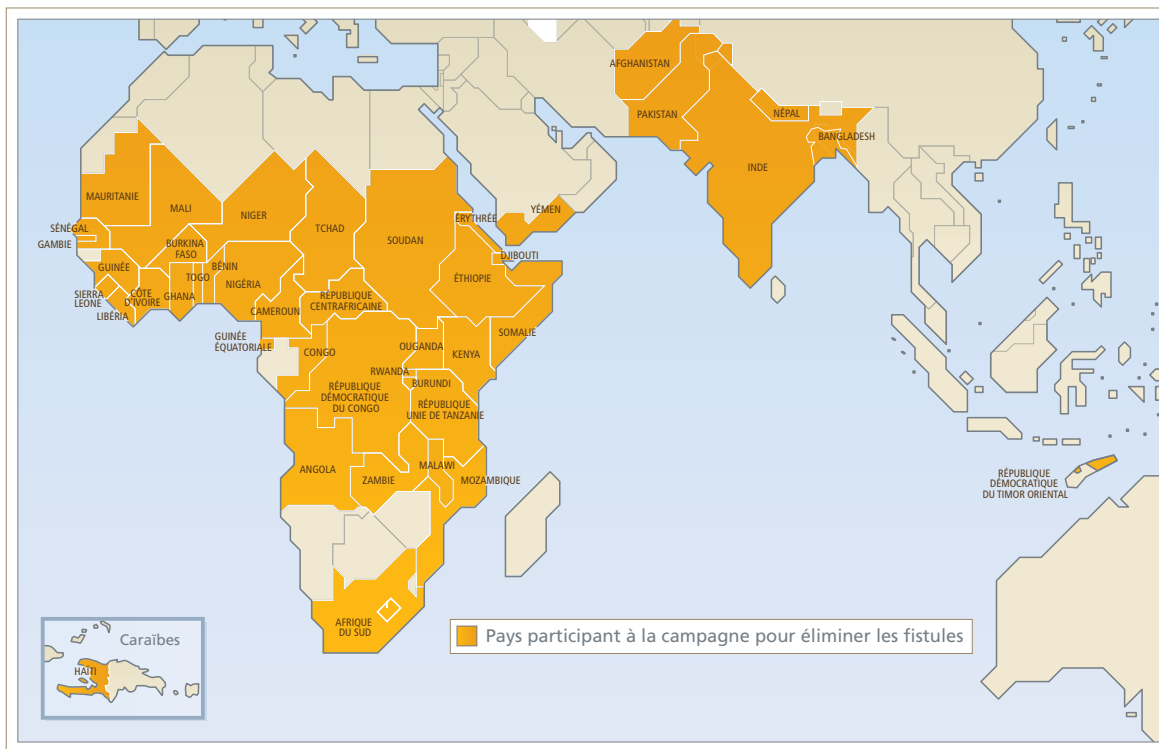 AFGHANISTAN
PAKISTAN
NÉPAL
BANGLADESH
INDE
MAURITANIE
MALI
NIGER
TCHAD
SOUDAN
ÉRYTHRÉE
YÉMEN
SÉNÉGAL
GAMBIE
BURKINA
FASO
DJIBOUTI
GUINÉE
BÉNIN
TOGO
NIGÉRIA
ÉTHIOPIE
SIERRA
LEONE
CÔTE
D'IVOIRE
GHANA
LIBÉRIA
CAMEROUN
RÉPUBLIQUE
CENTRAFRICAINE
SOMALIE
GUINÉE
ÉQUATORIALE
CONGO
OUGANDA
KENYA
RWANDA
BURUNDI
RÉPUBLIQUE
DÉMOCRATIQUE
DU CONGO
RÉPUBLIQUE
UNIE DE TANZANIE
ANGOLA
ZAMBIE
MALAWI
MOZAMBIQUE
RÉPUBLIQUE
DÉMOCRATIQUE
DU TIMOR ORIENTAL
AFRIQUE
DU SUD
Pays participant à la campagne pour éliminer les fistules
Caraïbes
HAÏTI